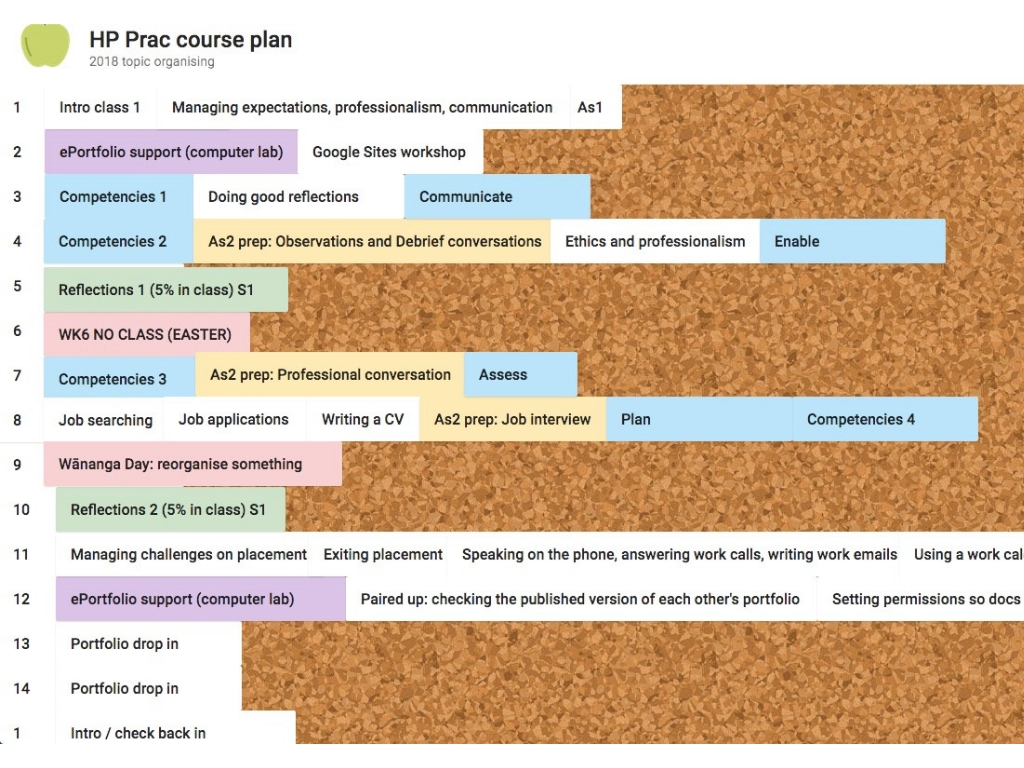 HP Prac course plan
2018 topic organising
1 Intro class 1 Managing expectations, professionalism, communication As1
2 ePortfolio support (computer lab) Google Sites workshop
3 Competencies 1 Doing good reflections Communicate
4 Competencies 2 As2 prep: Observations and Debrief conversations Ethics and professionalism Enable
5 Reflections 1 (5% in class) S1
6 WK6 NO CLASS (EASTER)
7 Competencies 3 As2 prep: Professional conversation Assess
8 Job searching Job applications Writing a CV As2 prep: Job interview Plan Competencies 4
9 Wānanga Day: reorganise something
10 Reflections 2 (5% in class) S1
11 Managing challenges on placement Exiting placement Speaking on the phone, answering work calls, writing work emails Using a work
12 ePortfolio support (computer lab) Paired up: checking the published version of each other's portfolio Setting permissions so docs
13 Portfolio drop in
14 Portfolio drop in
1 Intro / check back in